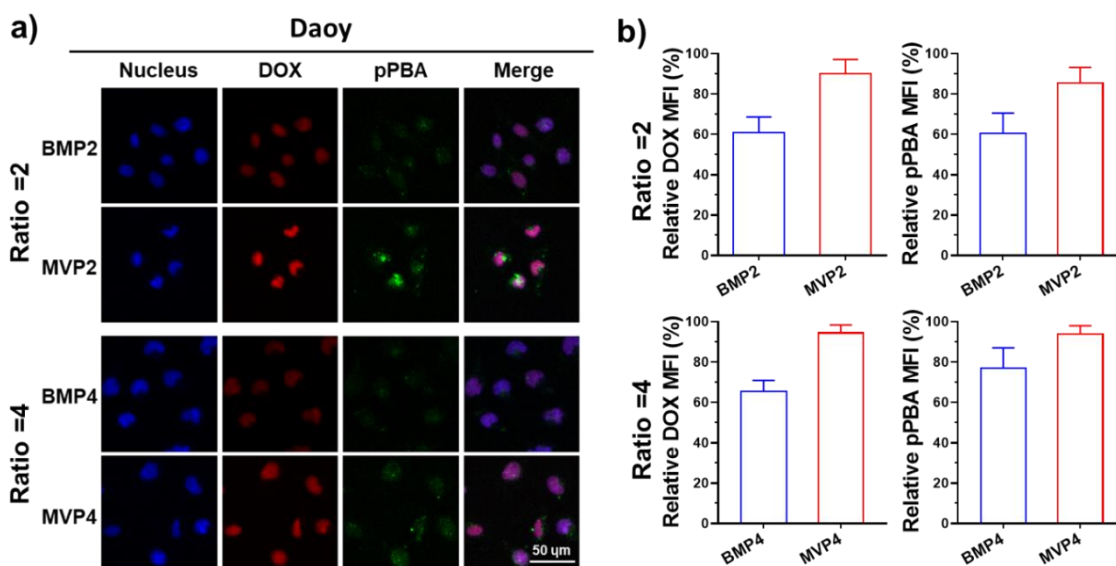 a)
Daoy
Nucleus DOX pPBA Merge
Ratio =2
BMP2
MVP2
Ratio =4
BMP4
MVP4
50 μm
b)
Ratio =2
Relative DOX MFI (%)
100
80
60
40
20
0
BMP2 MVP2
Relative pPBA MFI (%)
100
80
60
40
20
0
BMP2 MVP2
Ratio =4
Relative DOX MFI (%)
100
80
60
40
20
0
BMP4 MVP4
Relative pPBA MFI (%)
100
80
60
40
20
0
BMP4 MVP4